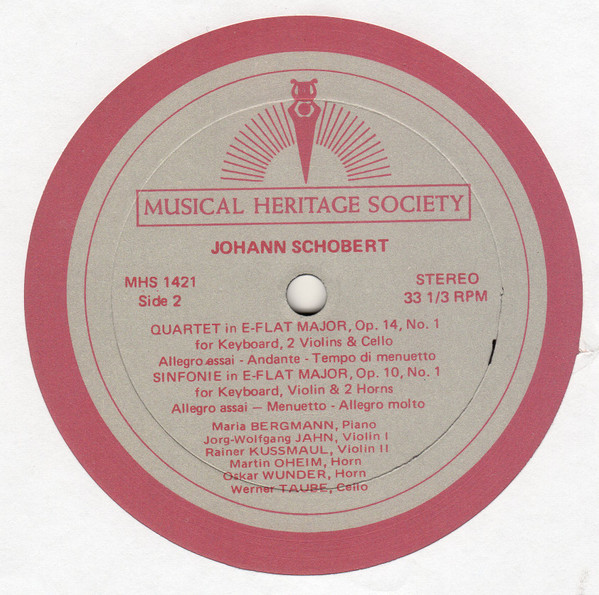 MUSICAL HERITAGE SOCIETY
JOHANN SCHOBERT
MHS 1421
Side 2
STEREO
33 1/3 RPM
QUARTET in E-FLAT MAJOR, Op. 14, No. 1
for Keyboard, 2 Violins & Cello
Allegro assai - Andante - Tempo di menuetto
SINFONIE in E-FLAT MAJOR, Op. 10, No. 1
for Keyboard, Violin & 2 Horns
Allegro assai — Menuetto - Allegro molto
Maria BERGMANN, Piano
Jorg-Wolfgang JAHN, Violin I
Rainer KUSSMAUL, Violin II
Martin OHEIM, Horn
Oskar WUNDER, Horn
Werner TAUBE, Cello